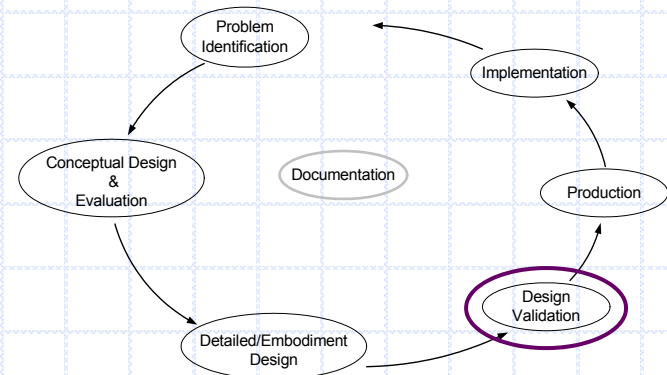 Problem
Identification
Implementation
Conceptual Design
&
Evaluation
Documentation
Production
Design
Validation
Detailed/Embodiment
Design